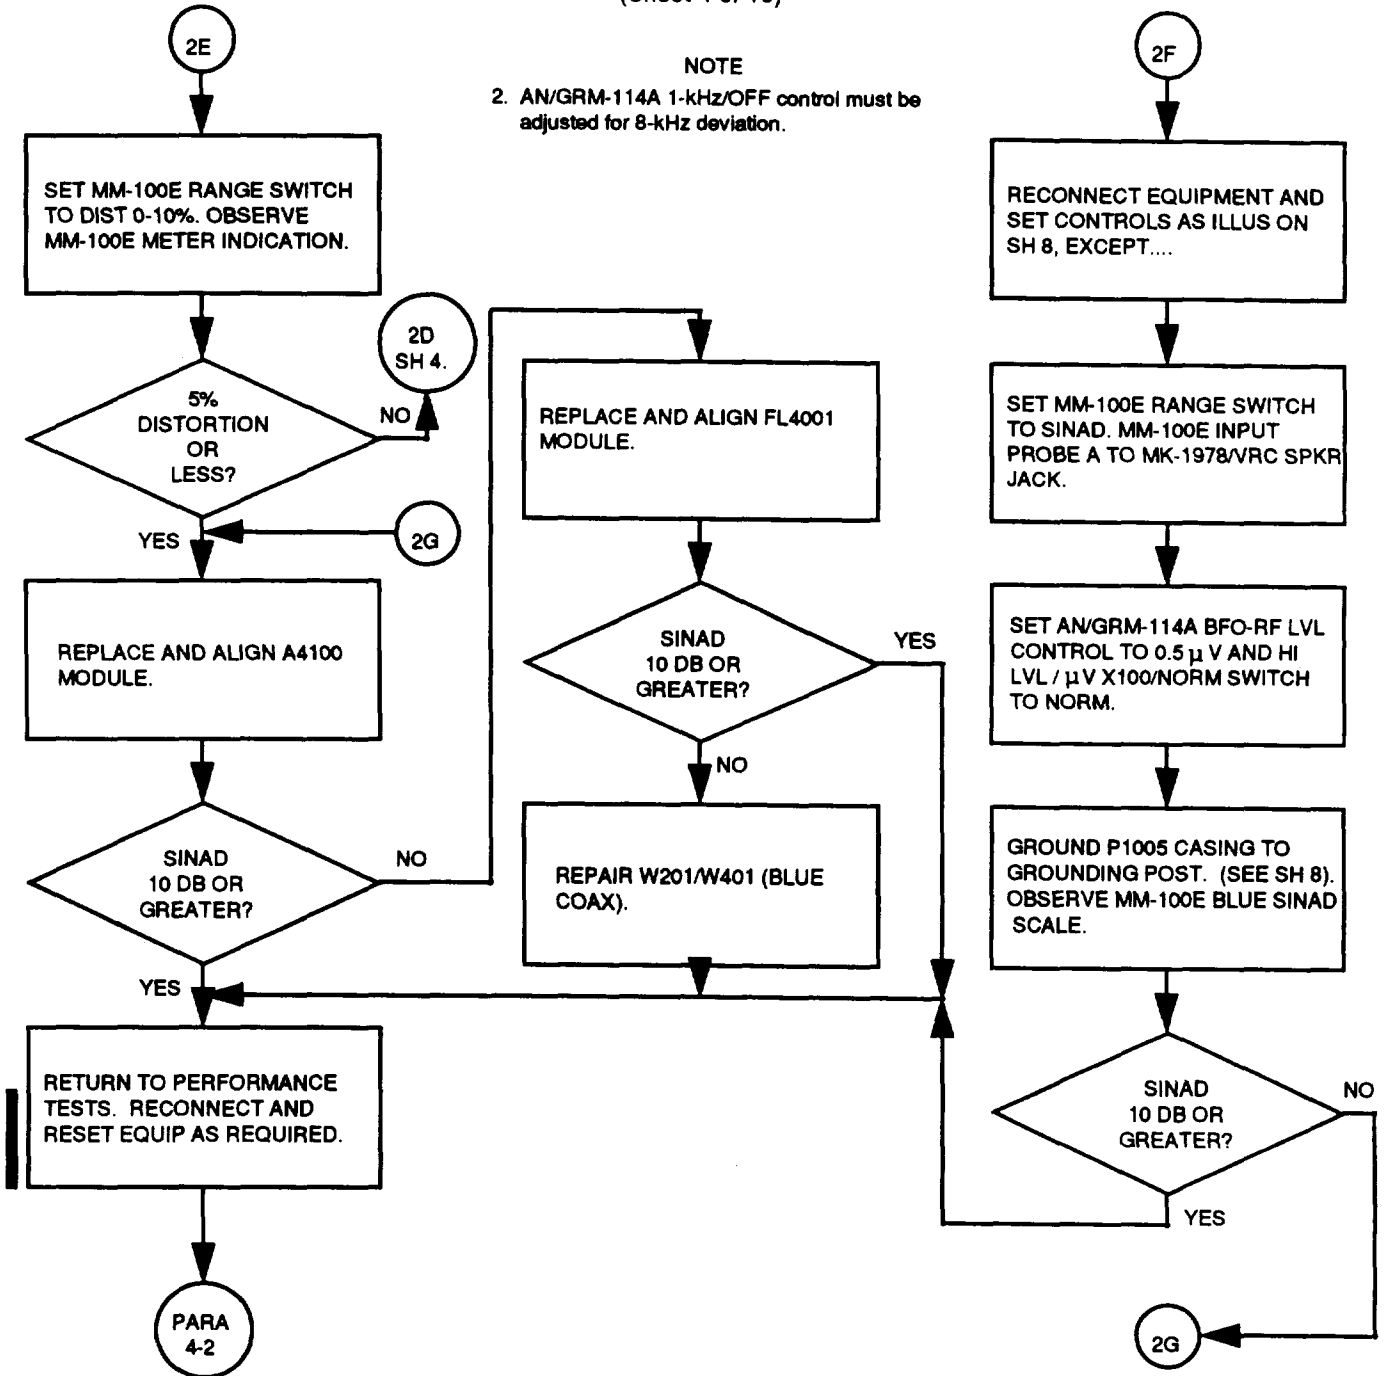 2E
NOTE
2. AN/GRM-114A 1-kHz/OFF control must be
adjusted for 8-kHz deviation.
SET MM-100E RANGE SWITCH
TO DIST 0-10%. OBSERVE
MM-100E METER INDICATION.
5%
DISTORTION
OR
LESS?
NO
2D
SH 4.
YES
2G
REPLACE AND ALIGN A4100
MODULE.
SINAD
10 DB OR
GREATER?
NO
YES
RETURN TO PERFORMANCE
TESTS. RECONNECT AND
RESET EQUIP AS REQUIRED.
PARA
4-2
REPLACE AND ALIGN FL4001
MODULE.
SINAD
10 DB OR
GREATER?
YES
NO
REPAIR W201/W401 (BLUE
COAX).
2F
RECONNECT EQUIPMENT AND
SET CONTROLS AS ILLUS ON
SH 8, EXCEPT....
SET MM-100E RANGE SWITCH
TO SINAD. MM-100E INPUT
PROBE A TO MK-1978/VRC SPKR
JACK.
SET AN/GRM-114A BFO-RF LVL
CONTROL TO 0.5 µ V AND HI
LVL / µV X100/NORM SWITCH
TO NORM.
GROUND P1005 CASING TO
GROUNDING POST. (SEE SH 8).
OBSERVE MM-100E BLUE SINAD
SCALE.
SINAD
10 DB OR
GREATER?
NO
YES
2G